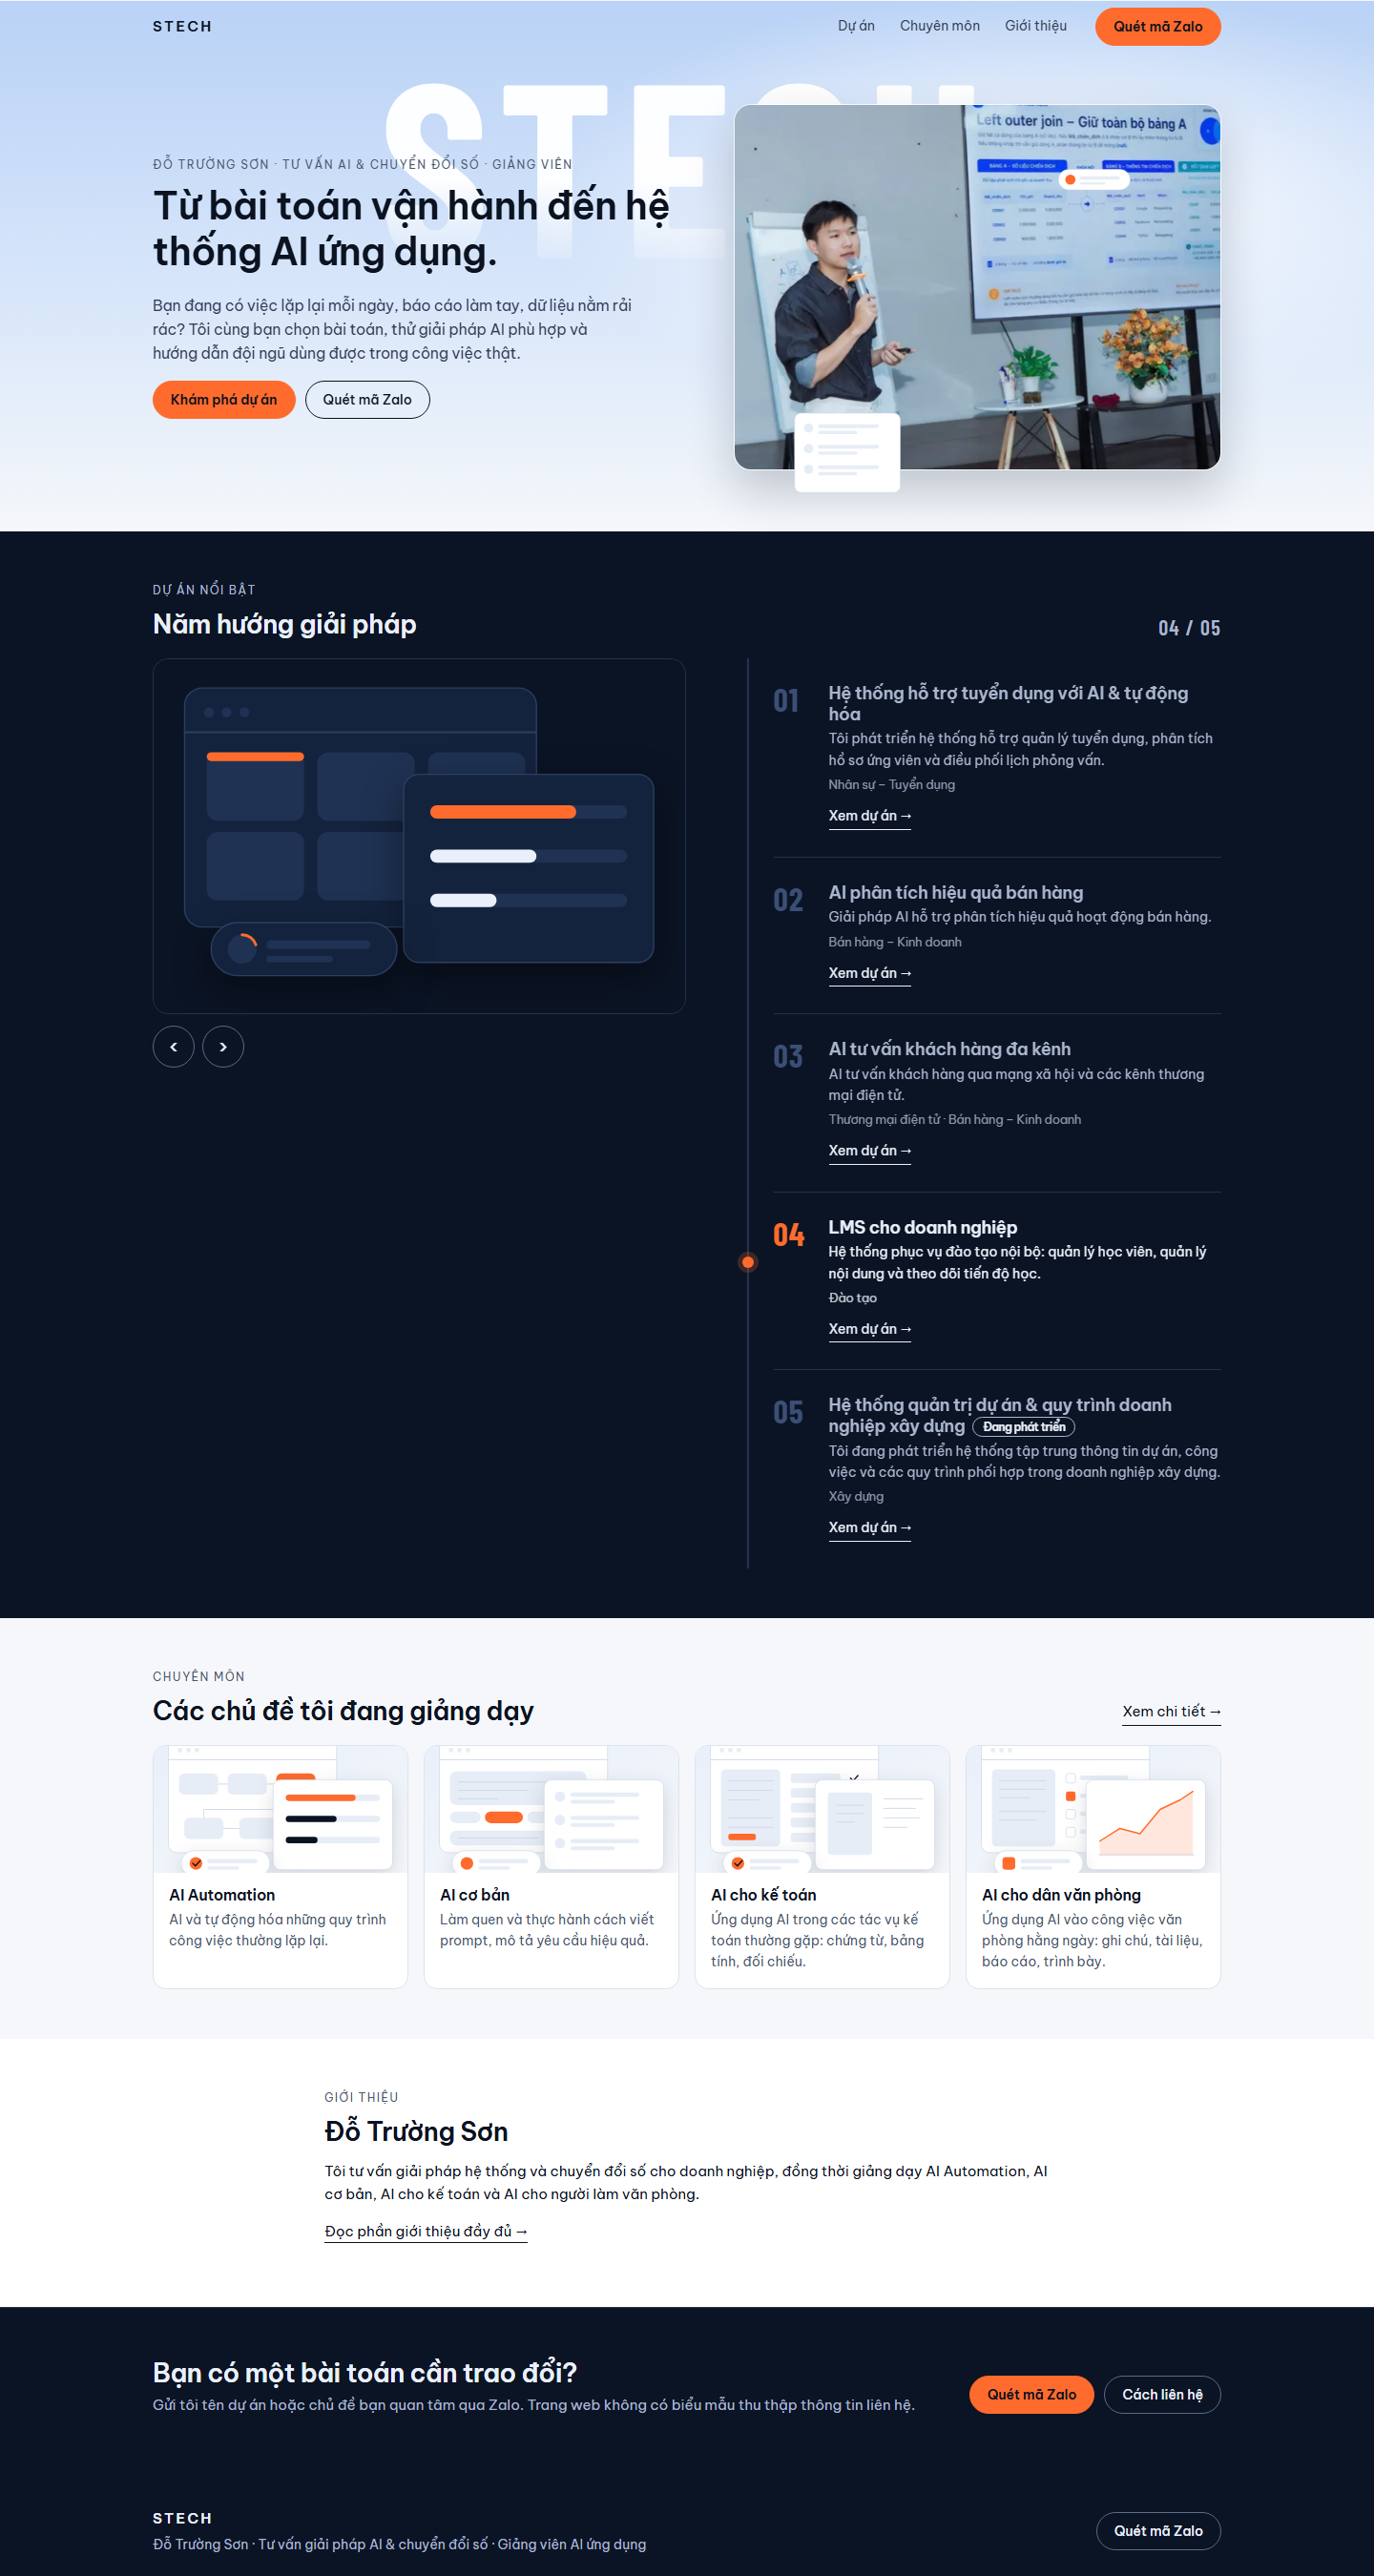 STECH
Dự án
Chuyên môn
Giới thiệu
Quét mã Zalo
STECH
ĐỖ TRƯỜNG SƠN · TƯ VẤN AI & CHUYỂN ĐỔI SỐ · GIẢNG VIÊN
Từ bài toán vận hành đến hệ
thống AI ứng dụng.
Bạn đang có việc lặp lại mỗi ngày, báo cáo làm tay, dữ liệu nằm rải
rác? Tôi cùng bạn chọn bài toán, thử giải pháp AI phù hợp và
hướng dẫn đội ngũ dùng được trong công việc thật.
Khám phá dự án
Quét mã Zalo
Left outer join – Giữ toàn bộ bảng A
DỰ ÁN NỔI BẬT
Năm hướng giải pháp
04 / 05
01
Hệ thống hỗ trợ tuyển dụng với AI & tự động
hóa
Tôi phát triển hệ thống hỗ trợ quản lý tuyển dụng, phân tích
hồ sơ ứng viên và điều phối lịch phỏng vấn.
Nhân sự – Tuyển dụng
Xem dự án →
02
AI phân tích hiệu quả bán hàng
Giải pháp AI hỗ trợ phân tích hiệu quả hoạt động bán hàng.
Bán hàng – Kinh doanh
Xem dự án →
03
AI tư vấn khách hàng đa kênh
AI tư vấn khách hàng qua mạng xã hội và các kênh thương
mại điện tử.
Thương mại điện tử · Bán hàng – Kinh doanh
Xem dự án →
04
LMS cho doanh nghiệp
Hệ thống phục vụ đào tạo nội bộ: quản lý học viên, quản lý
nội dung và theo dõi tiến độ học.
Đào tạo
Xem dự án →
05
Hệ thống quản trị dự án & quy trình doanh
nghiệp xây dựng Đang phát triển
Tôi đang phát triển hệ thống tập trung thông tin dự án, công
việc và các quy trình phối hợp trong doanh nghiệp xây dựng.
Xây dựng
Xem dự án →
CHUYÊN MÔN
Các chủ đề tôi đang giảng dạy
Xem chi tiết →
AI Automation
AI và tự động hóa những quy trình
công việc thường lặp lại.
AI cơ bản
Làm quen và thực hành cách viết
prompt, mô tả yêu cầu hiệu quả.
AI cho kế toán
Ứng dụng AI trong các tác vụ kế
toán thường gặp: chứng từ, bảng
tính, đối chiếu.
AI cho dân văn phòng
Ứng dụng AI vào công việc văn
phòng hằng ngày: ghi chú, tài liệu,
báo cáo, trình bày.
GIỚI THIỆU
Đỗ Trường Sơn
Tôi tư vấn giải pháp hệ thống và chuyển đổi số cho doanh nghiệp, đồng thời giảng dạy AI Automation, AI
cơ bản, AI cho kế toán và AI cho người làm văn phòng.
Đọc phần giới thiệu đầy đủ →
Bạn có một bài toán cần trao đổi?
Gửi tôi tên dự án hoặc chủ đề bạn quan tâm qua Zalo. Trang web không có biểu mẫu thu thập thông tin liên hệ.
Quét mã Zalo
Cách liên hệ
STECH
Đỗ Trường Sơn · Tư vấn giải pháp AI & chuyển đổi số · Giảng viên AI ứng dụng
Quét mã Zalo